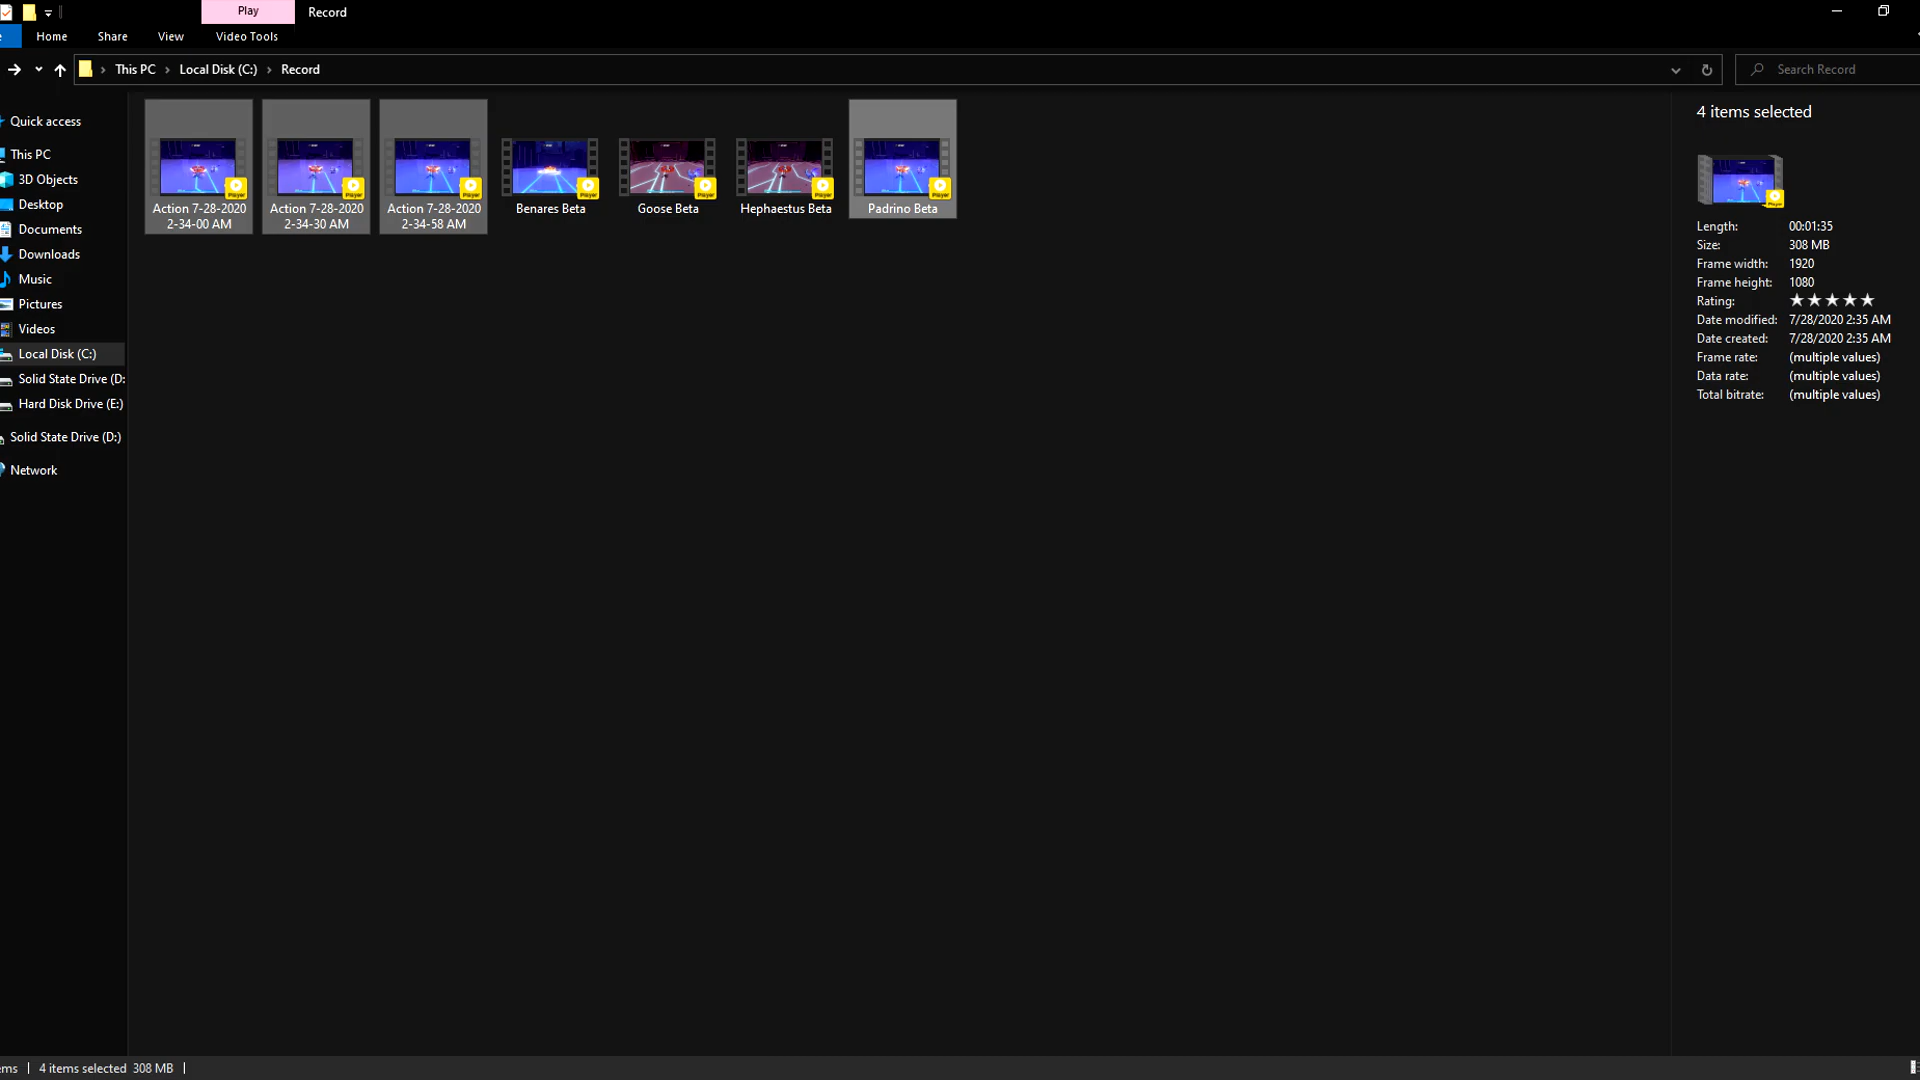 Play
Record
Home
Share
View
Video Tools
This PC
Local Disk (C:)
Record
Search Record
Quick access
This PC
3D Objects
Desktop
Documents
Downloads
Music
Pictures
Videos
Local Disk (C:)
Solid State Drive (D:
Hard Disk Drive (E:)
Solid State Drive (D:)
Network
Action 7-28-2020
2-34-00 AM
Action 7-28-2020
2-34-30 AM
Action 7-28-2020
2-34-58 AM
Benares Beta
Goose Beta
Hephaestus Beta
Padrino Beta
4 items selected
Length: 00:01:35
Size: 308 MB
Frame width: 1920
Frame height: 1080
Rating:
Date modified: 7/28/2020 2:35 AM
Date created: 7/28/2020 2:35 AM
Frame rate: (multiple values)
Data rate: (multiple values)
Total bitrate: (multiple values)
ems
4 items selected 308 MB